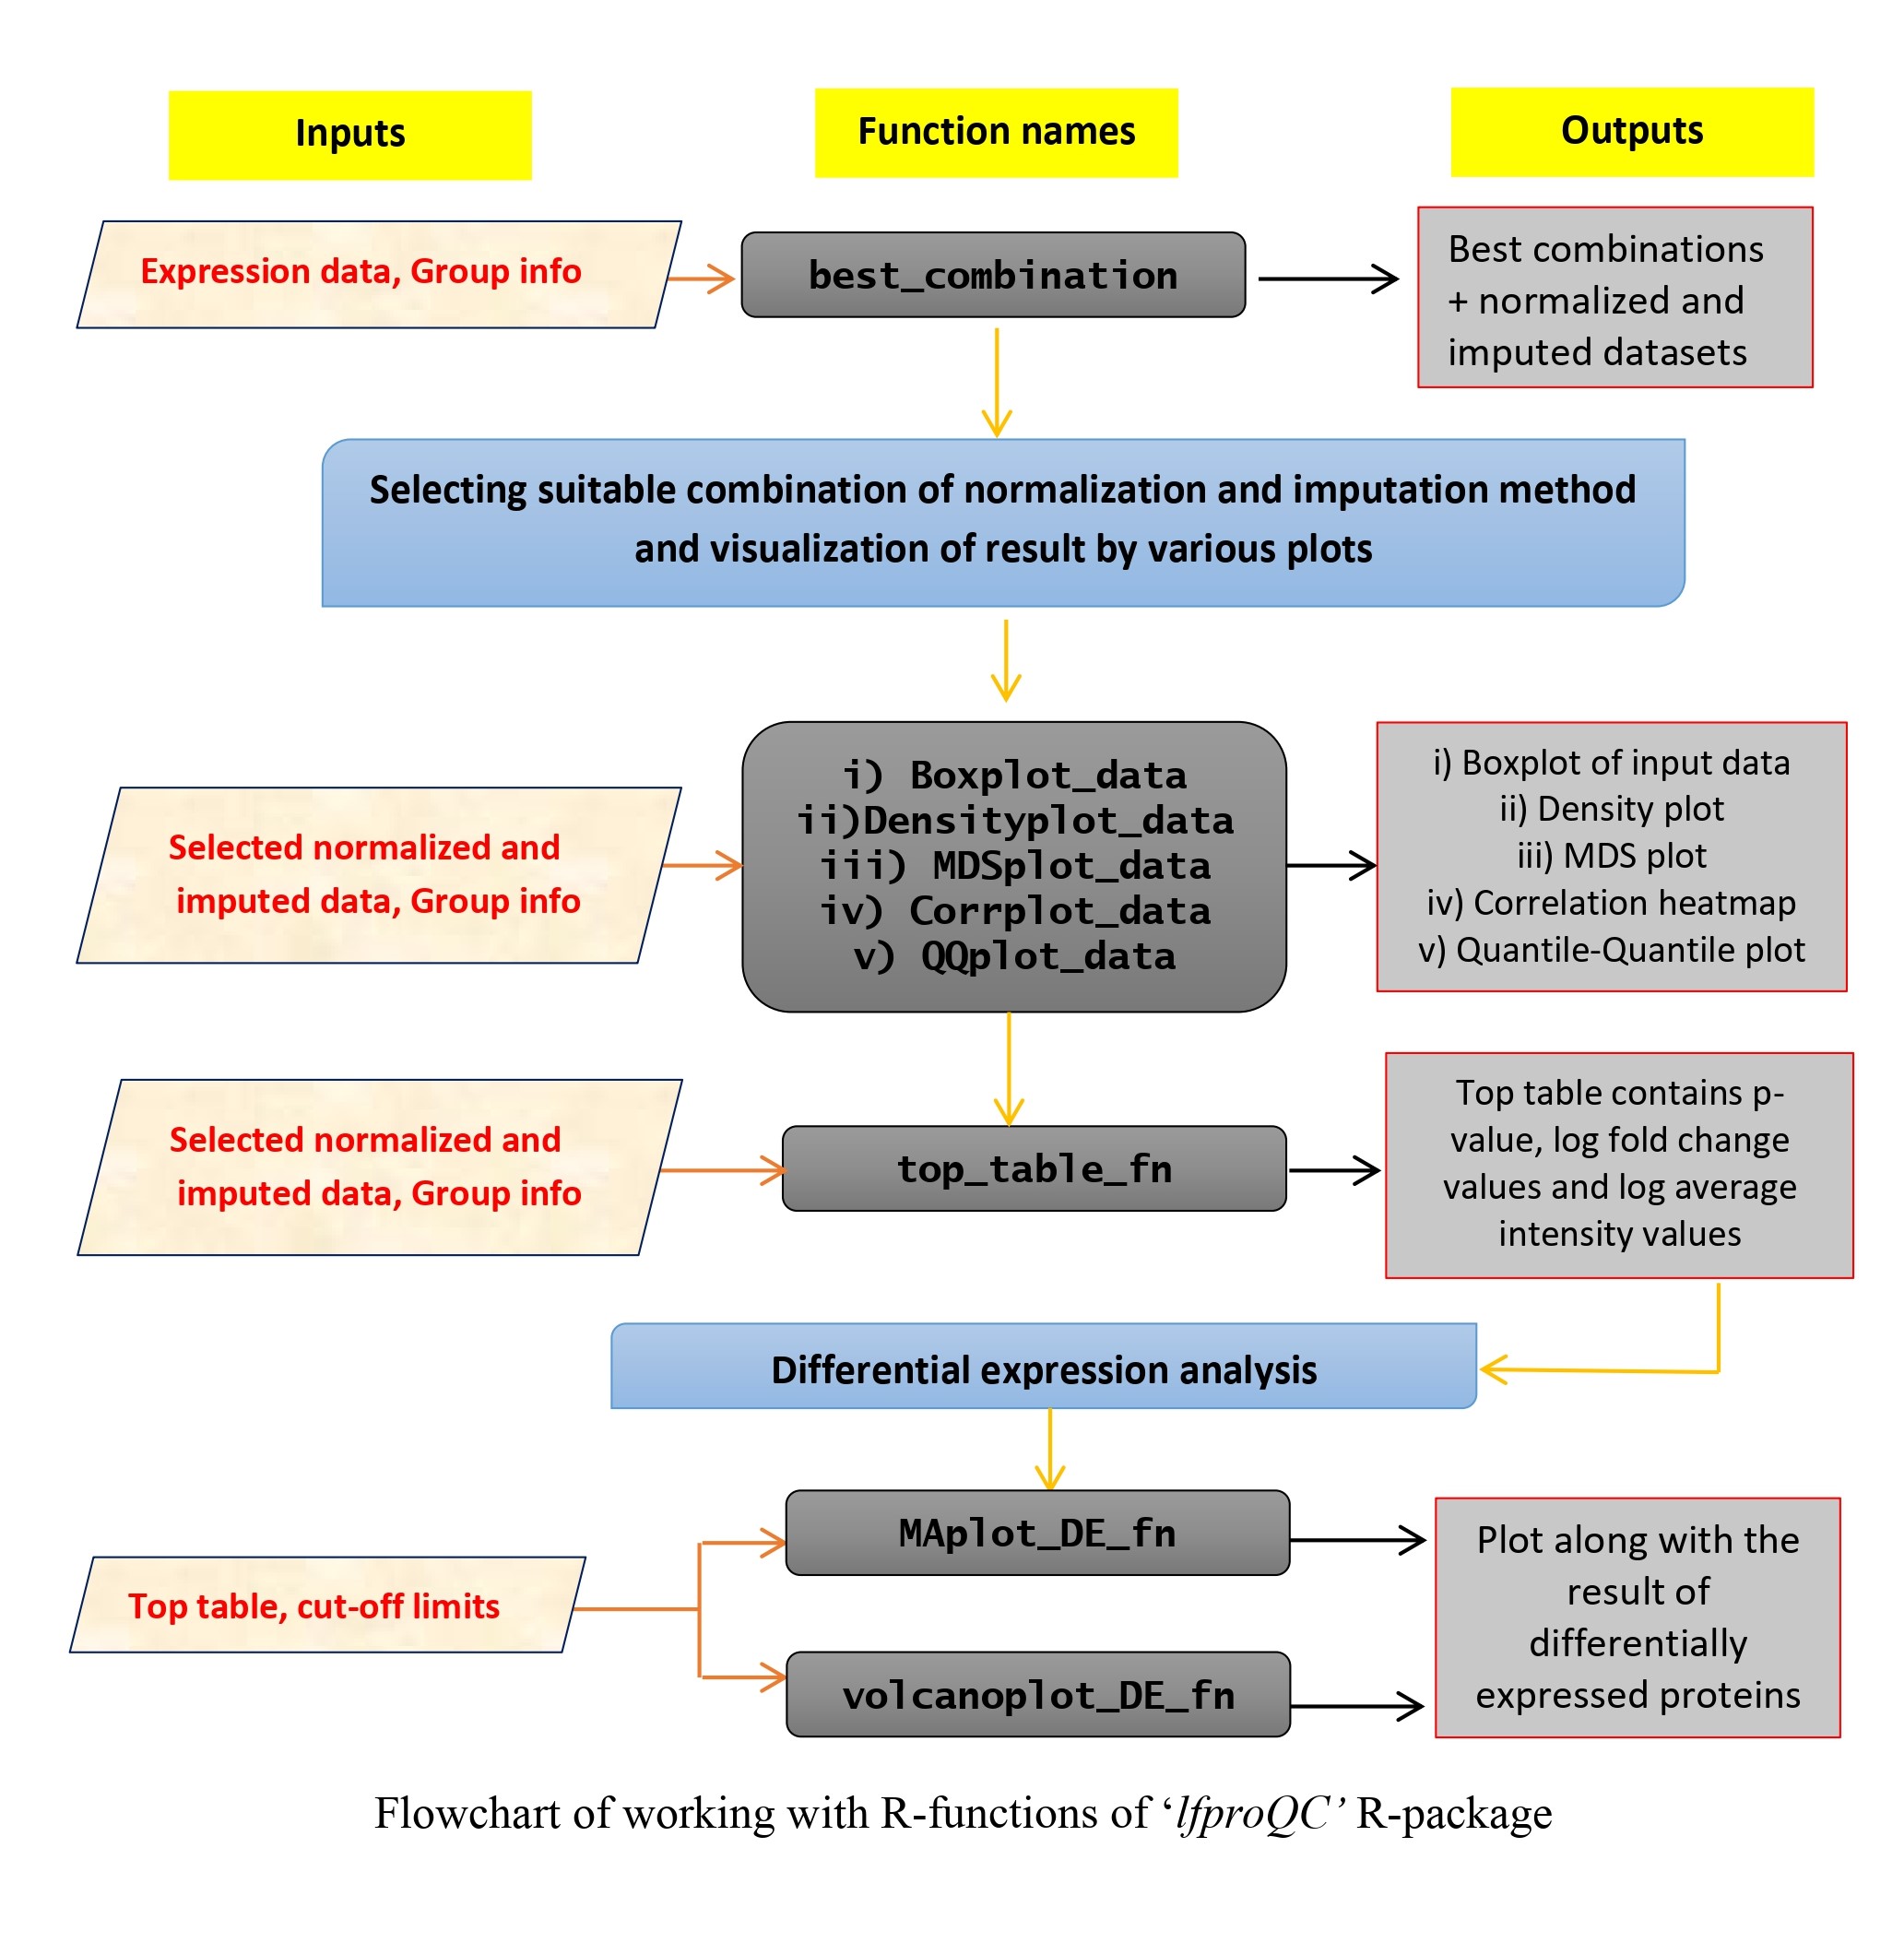 Inputs
Function names
Outputs
Expression data, Group info
best_combination
Best combinations
+ normalized and
imputed datasets
Selecting suitable combination of normalization and imputation method
and visualization of result by various plots
Selected normalized and
imputed data, Group info
i) Boxplot_data
ii)Densityplot_data
iii) MDSplot_data
iv) Corrplot_data
v) QQplot_data
i) Boxplot of input data
ii) Density plot
iii) MDS plot
iv) Correlation heatmap
v) Quantile-Quantile plot
Selected normalized and
imputed data, Group info
top_table_fn
Top table contains p-
value, log fold change
values and log average
intensity values
Differential expression analysis
Top table, cut-off limits
MAplot_DE_fn
volcanoplot_DE_fn
Plot along with the
result of
differentially
expressed proteins
Flowchart of working with R-functions of ‘lfproQC’ R-package